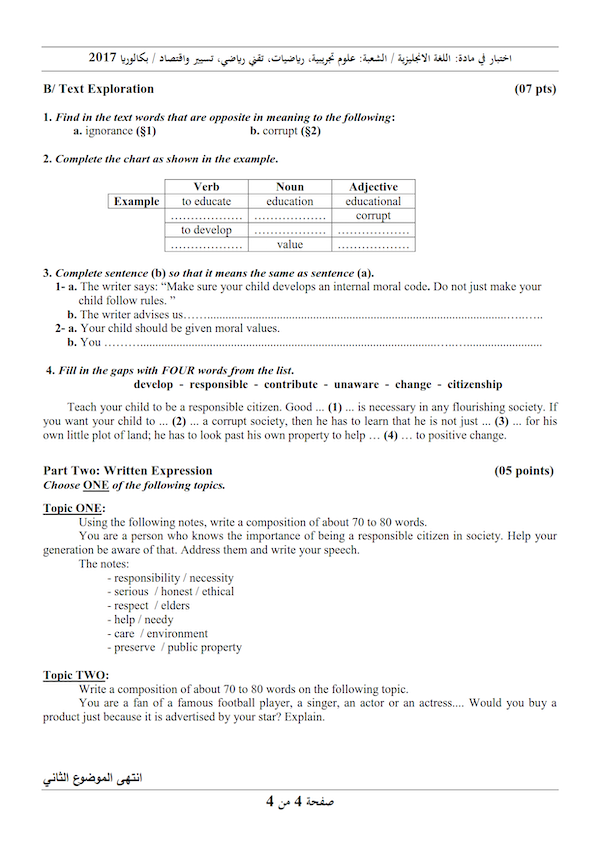 اختبار في مادة: اللغة الانجليزية / الشعبة: علوم تجريبية، رياضيات، تقني رياضي، تسيير واقتصاد / بكالوريا 2017
B/ Text Exploration (07 pts)
1. Find in the text words that are opposite in meaning to the following:
a. ignorance (§1) b. corrupt (§2)
2. Complete the chart as shown in the example.
Verb Noun Adjective
Example to educate education educational
.................. .................. corrupt
to develop .................. ..................
.................. value ..................
3. Complete sentence (b) so that it means the same as sentence (a).
1- a. The writer says: “Make sure your child develops an internal moral code. Do not just make your
child follow rules. ”
b. The writer advises us……....................................................................................................…..…..
2- a. Your child should be given moral values.
b. You ………..........................................................................................…..…........................
4. Fill in the gaps with FOUR words from the list.
develop - responsible - contribute - unaware - change - citizenship
Teach your child to be a responsible citizen. Good ... (1) ... is necessary in any flourishing society. If
you want your child to ... (2) ... a corrupt society, then he has to learn that he is not just ... (3) ... for his
own little plot of land; he has to look past his own property to help … (4) … to positive change.
Part Two: Written Expression (05 points)
Choose ONE of the following topics.
Topic ONE:
Using the following notes, write a composition of about 70 to 80 words.
You are a person who knows the importance of being a responsible citizen in society. Help your
generation be aware of that. Address them and write your speech.
The notes:
- responsibility / necessity
- serious / honest / ethical
- respect / elders
- help / needy
- care / environment
- preserve / public property
Topic TWO:
Write a composition of about 70 to 80 words on the following topic.
You are a fan of a famous football player, a singer, an actor or an actress.... Would you buy a
product just because it is advertised by your star? Explain.
انتهى الموضوع الثاني
صفحة 4 من 4